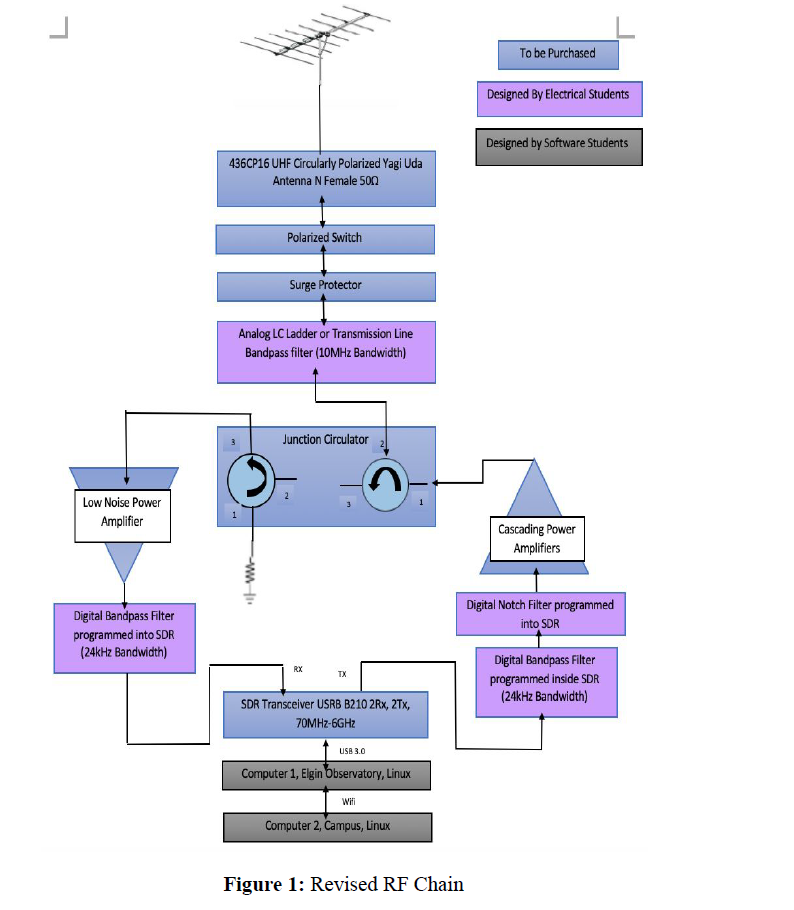 To be Purchased
Designed By Electrical Students
Designed by Software Students
436CP16 UHF Circularly Polarized Yagi Uda
Antenna N Female 50Ω
Polarized Switch
Surge Protector
Analog LC Ladder or Transmission Line
Bandpass filter (10MHz Bandwidth)
Junction Circulator
3
2
1
2
3
1
Low Noise Power
Amplifier
Cascading Power
Amplifiers
Digital Bandpass Filter
programmed into SDR
(24kHz Bandwidth)
Digital Notch Filter programmed
into SDR
Digital Bandpass Filter
programmed inside SDR
(24kHz Bandwidth)
RX
TX
SDR Transceiver USRB B210 2Rx, 2Tx,
70MHz-6GHz
USB 3.0
Computer 1, Elgin Observatory, Linux
Wifi
Computer 2, Campus, Linux
Figure 1: Revised RF Chain